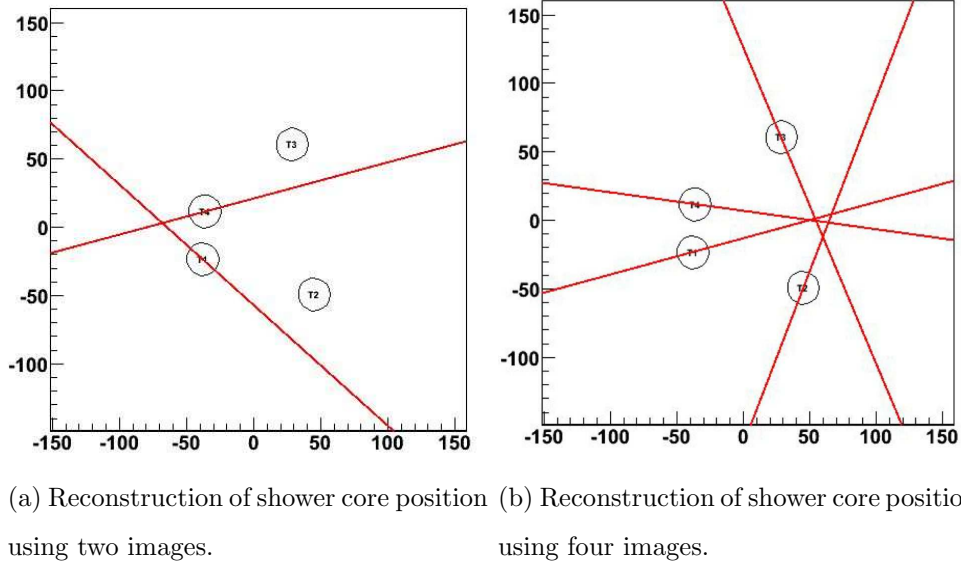 150
100
50
0
-50
-100
-150 -100 -50 0 50 100 150
T3
T4
T1
T2
150
100
50
0
-50
-100
-150 -100 -50 0 50 100 150
T3
T4
T1
T2
(a) Reconstruction of shower core position
using two images.
(b) Reconstruction of shower core positio
using four images.